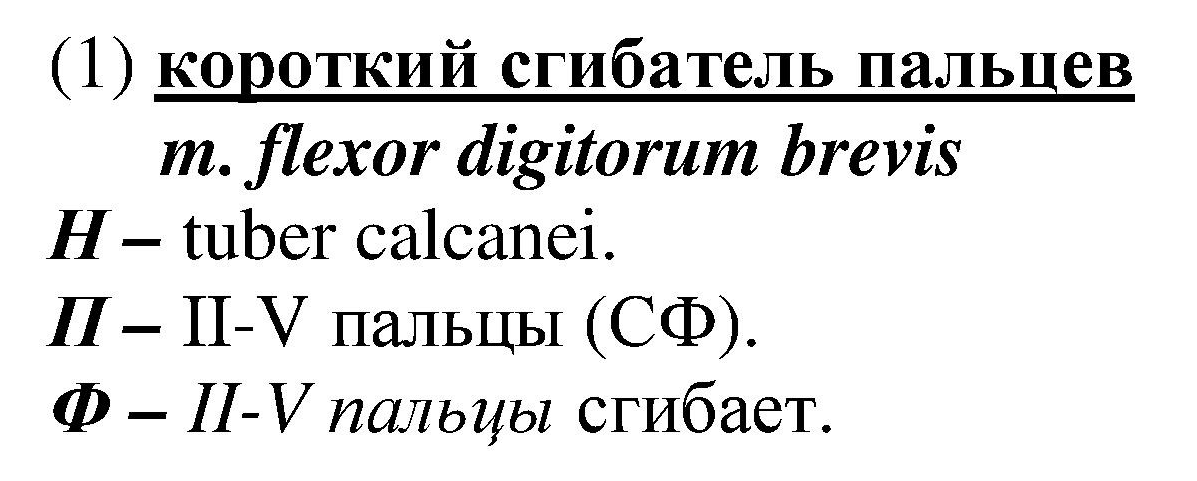 (1) короткий сгибатель пальцев
m. flexor digitorum brevis
Н – tuber calcanei.
П – II-V пальцы (СФ).
Ф – II-V пальцы сгибает.